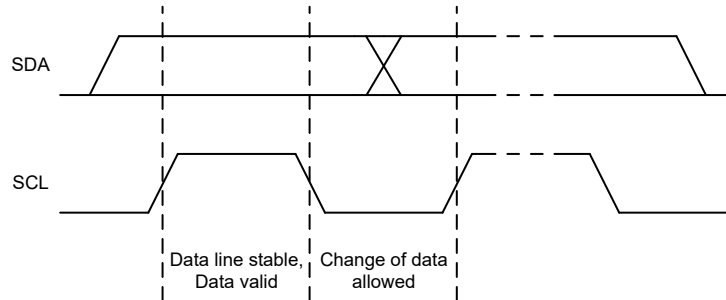 SDA
SCL
Data line stable,
Data valid
Change of data
allowed